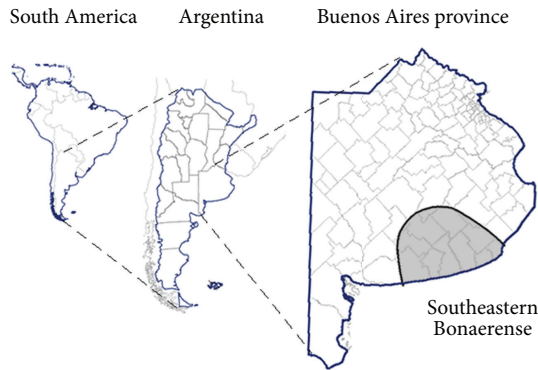 South America
Argentina
Buenos Aires province
Southeastern
Bonaerense